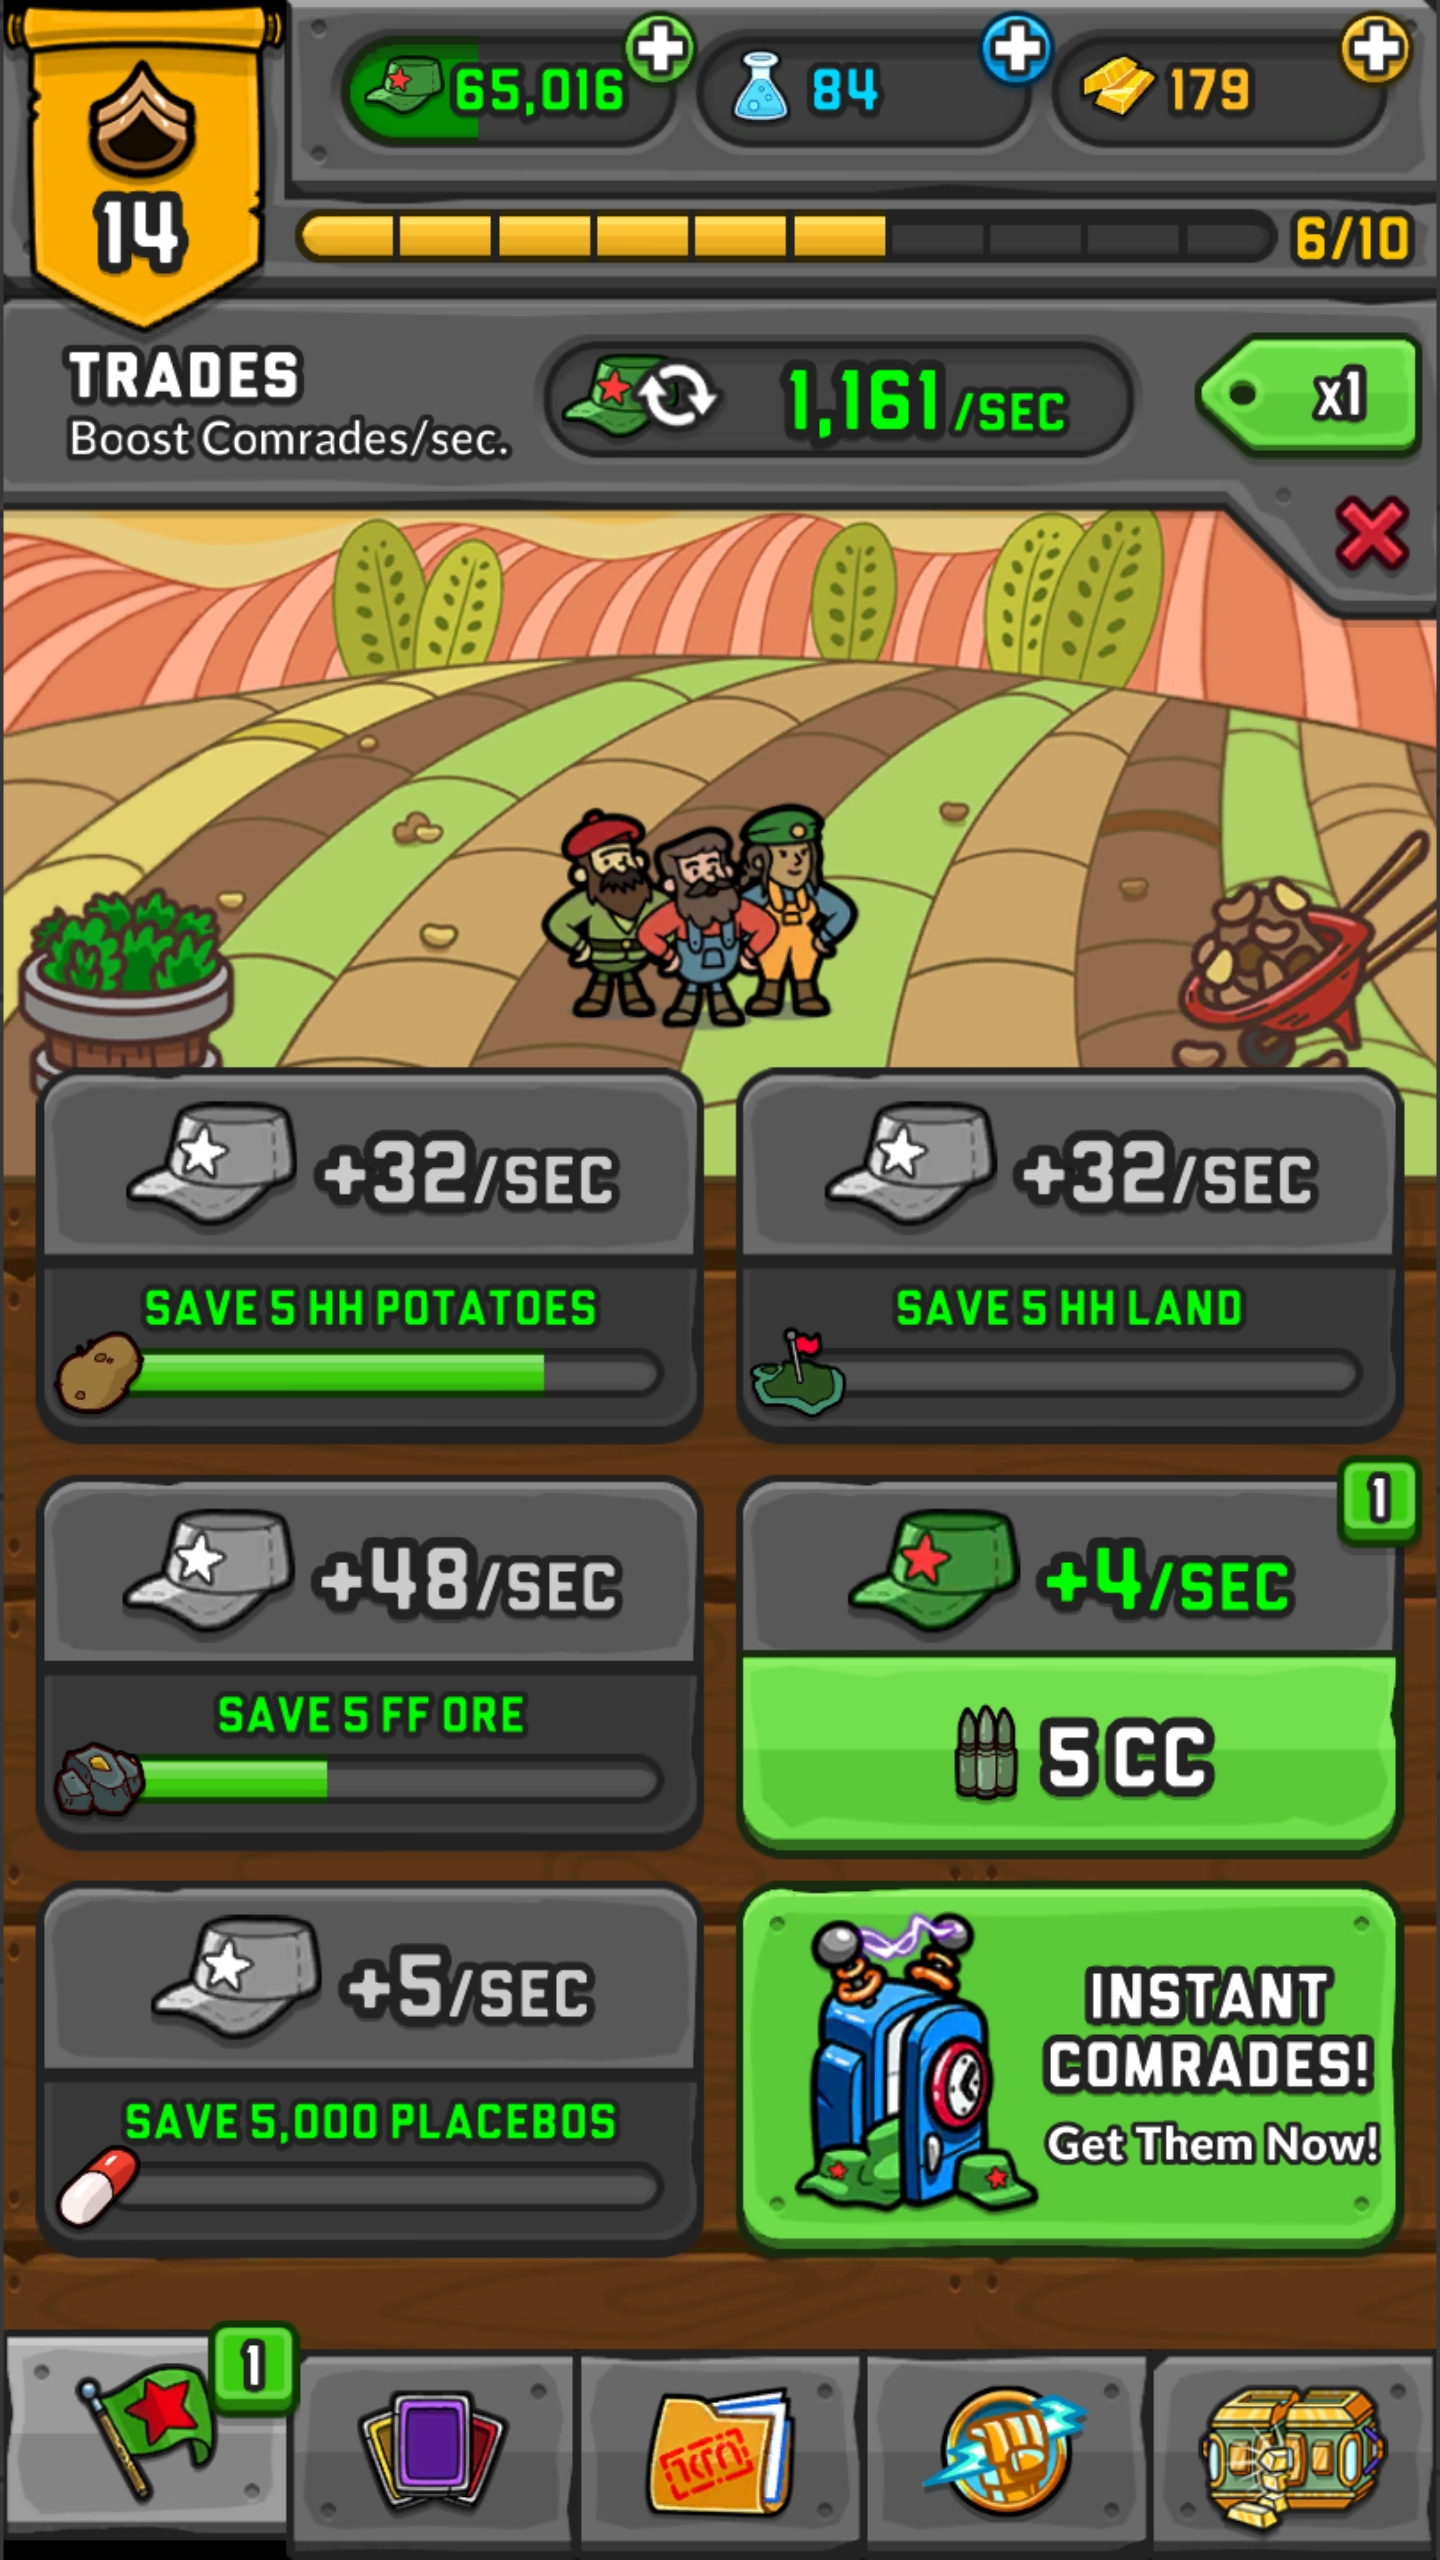 65,016
84
179
14
6/10
TRADES
Boost Comrades/sec.
1,161/SEC
x1
+32/SEC
SAVE 5 HH POTATOES
+32/SEC
SAVE 5 HH LAND
+48/SEC
SAVE 5 FF ORE
1
+4/SEC
5 CC
+5/SEC
SAVE 5,000 PLACEBOS
INSTANT
COMRADES!
Get Them Now!
1